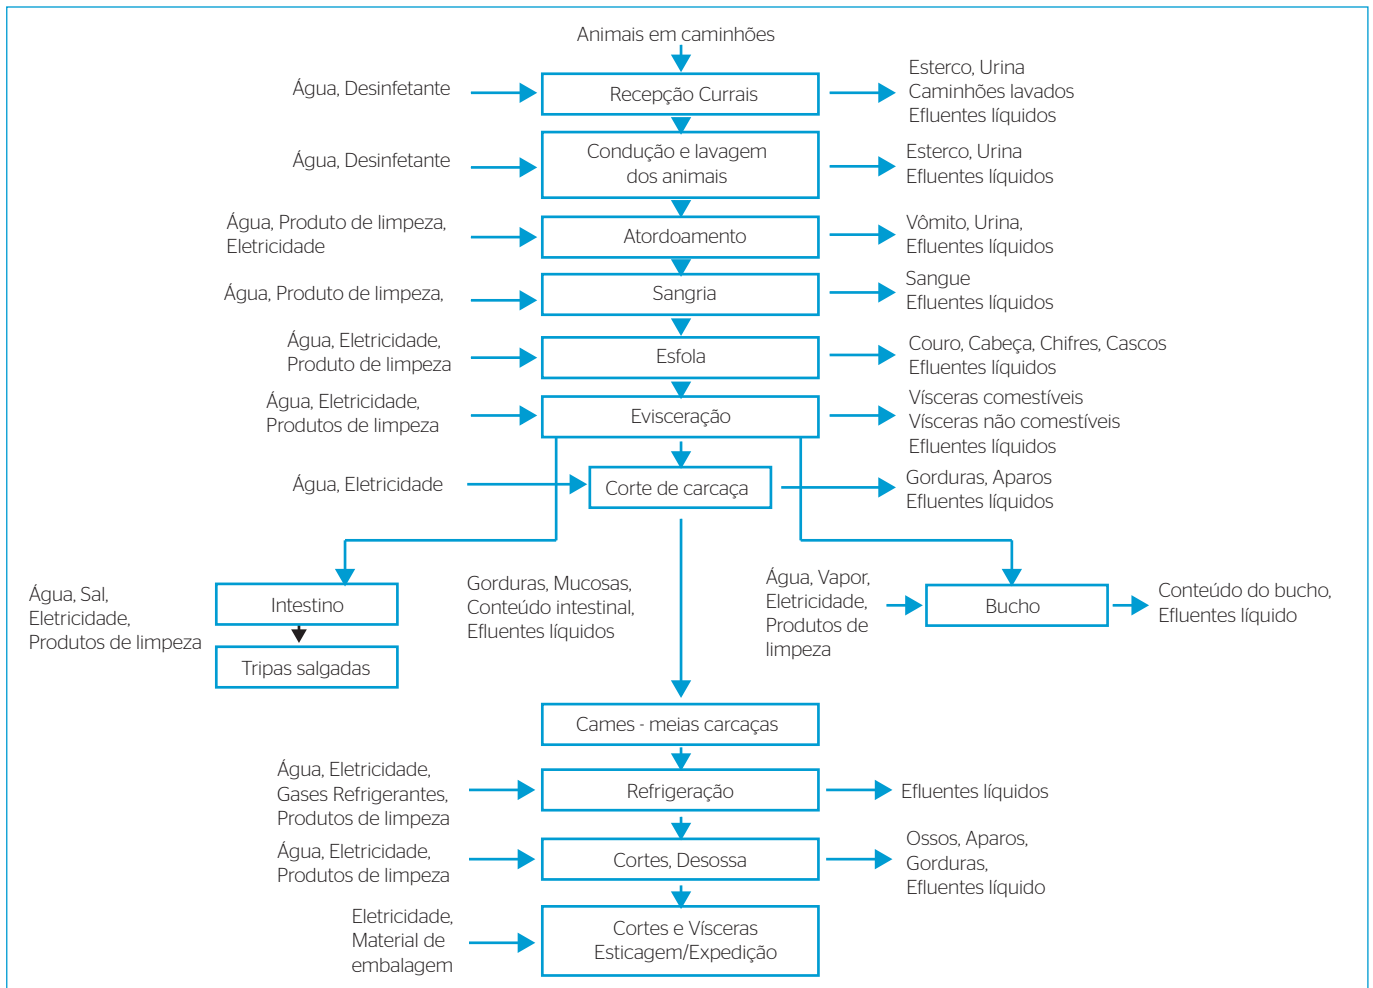 Animais em caminhões
Água, Desinfetante
Recepção Currais
Esterco, Urina
Caminhões lavados
Efluentes líquidos
Água, Desinfetante
Condução e lavagem
dos animais
Esterco, Urina
Efluentes líquidos
Água, Produto de limpeza,
Eletricidade
Atordoamento
Vômito, Urina,
Efluentes líquidos
Água, Produto de limpeza,
Sangria
Sangue
Efluentes líquidos
Água, Eletricidade,
Produto de limpeza
Esfola
Couro, Cabeça, Chifres, Cascos
Efluentes líquidos
Água, Eletricidade,
Produtos de limpeza
Evisceração
Vísceras comestíveis
Vísceras não comestíveis
Efluentes líquidos
Água, Eletricidade
Corte de carcaça
Gorduras, Aparos
Efluentes líquidos
Água, Sal,
Eletricidade,
Produtos de limpeza
Intestino
Tripas salgadas
Gorduras, Mucosas,
Conteúdo intestinal,
Efluentes líquidos
Água, Vapor,
Eletricidade,
Produtos de
limpeza
Bucho
Conteúdo do bucho,
Efluentes líquido
Cames - meias carcaças
Água, Eletricidade,
Gases Refrigerantes,
Produtos de limpeza
Refrigeração
Efluentes líquidos
Água, Eletricidade,
Produtos de limpeza
Cortes, Desossa
Ossos, Aparos,
Gorduras,
Efluentes líquido
Eletricidade,
Material de
embalagem
Cortes e Vísceras
Esticagem/Expedição